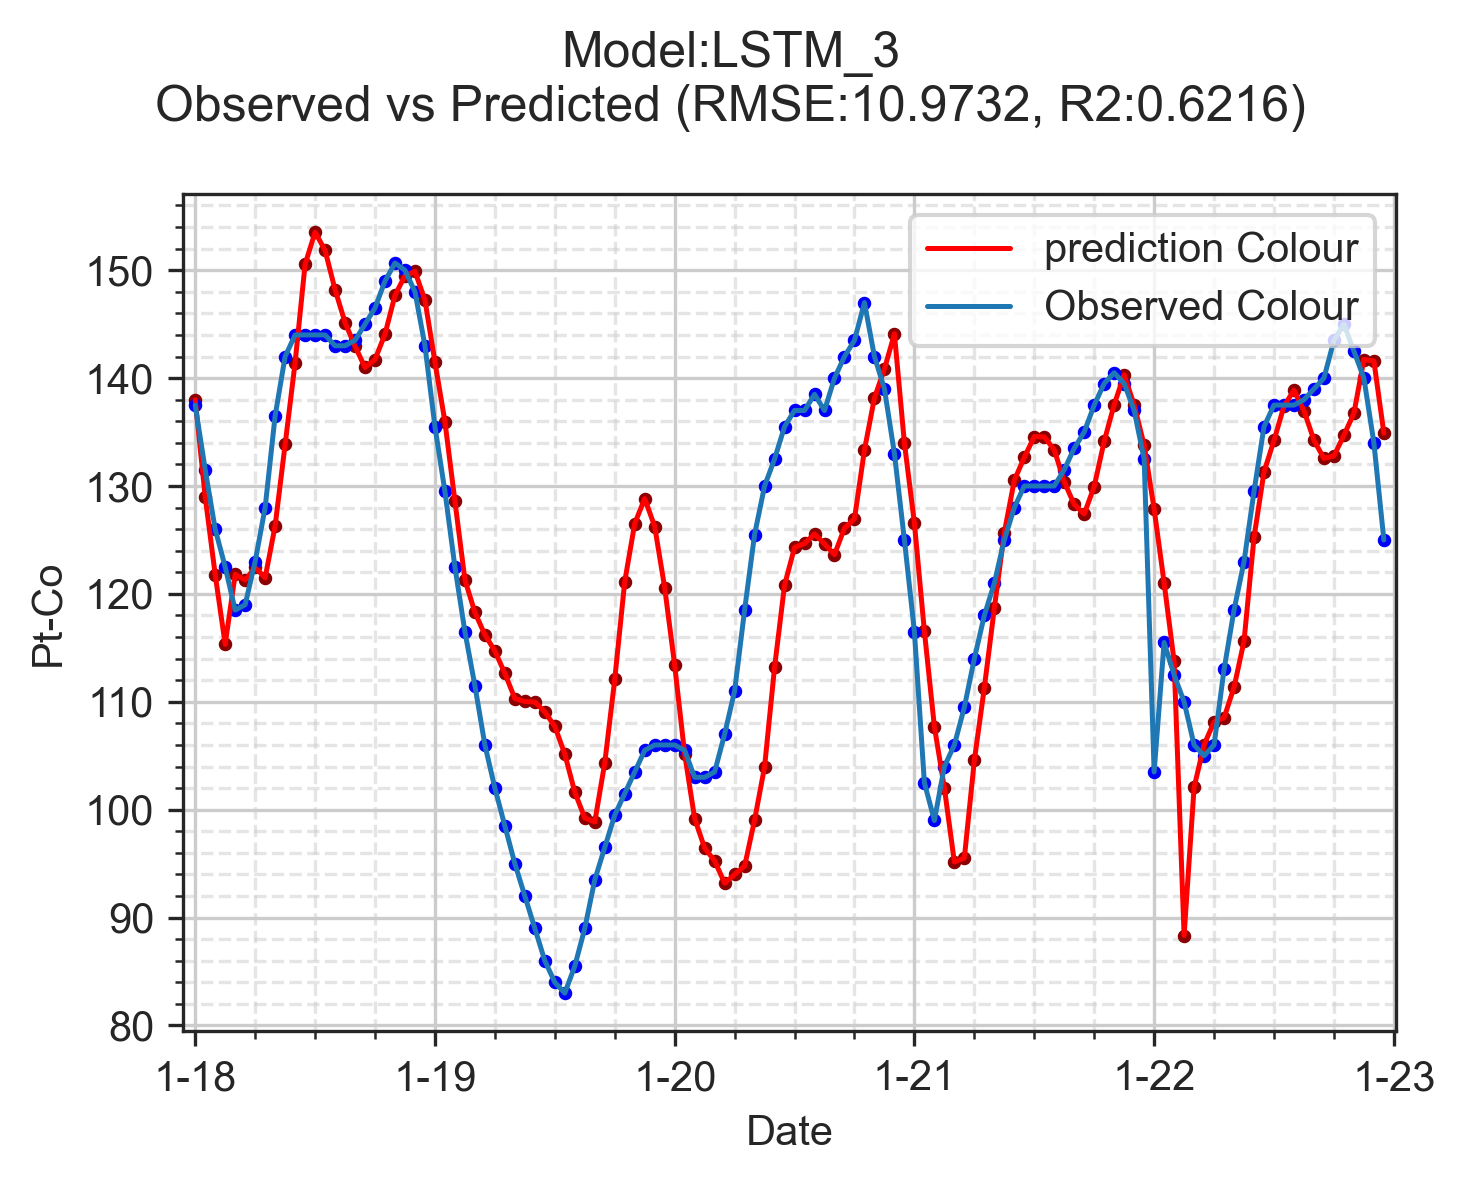 Model:LSTM_3
Observed vs Predicted (RMSE:10.9732, R2:0.6216)
prediction Colour
Observed Colour
Pt-Co
150
140
130
120
110
100
90
80
1-18 1-19 1-20 1-21 1-22 1-23
Date